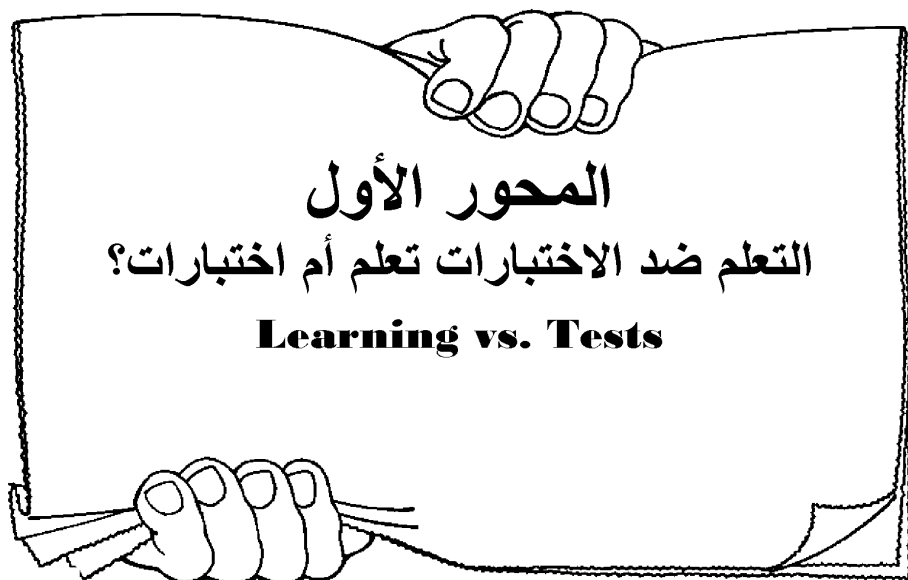 المحور الأول
التعلم ضد الاختبارات تعلم أم اختبارات؟
Learning vs. Tests